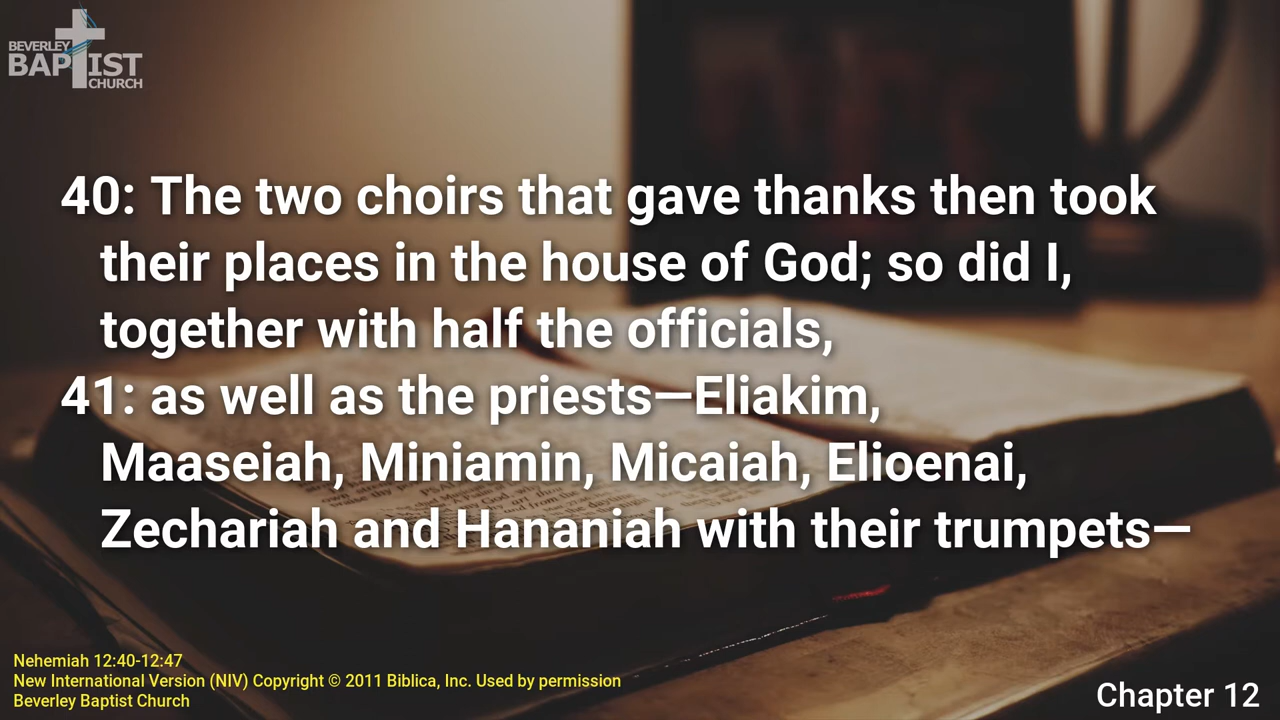 BEVERLEY
BAPTIST
CHURCH
40: The two choirs that gave thanks then took
their places in the house of God; so did I,
together with half the officials,
41: as well as the priests—Eliakim,
Maaseiah, Miniamin, Micaiah, Elioenai,
Zechariah and Hananiah with their trumpets—
Nehemiah 12:40-12:47
New International Version (NIV) Copyright © 2011 Biblica, Inc. Used by permission
Beverley Baptist Church
Chapter 12